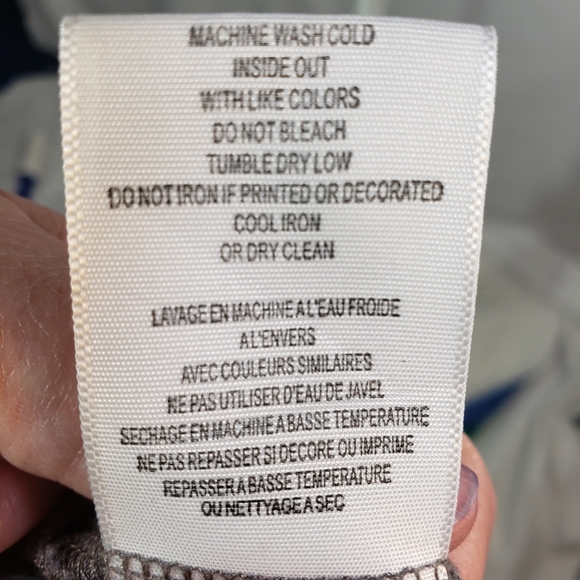 MACHINE WASH COLD
INSIDE OUT
WITH LIKE COLORS
DO NOT BLEACH
TUMBLE DRY LOW
DO NOT IRON IF PRINTED OR DECORATED
COOL IRON
OR DRY CLEAN
LAVAGE EN MACHINE A L'EAU FROIDE
A L'ENVERS
AVEC COULEURS SIMILAIRES
NE PAS UTILISER D'EAU DE JAVEL
SECHAGE EN MACHINE A BASSE TEMPERATURE
NE PAS REPASSER SI DECORE OU IMPRIME
REPASSER A BASSE TEMPERATURE
OU NETTYAGE A SEC